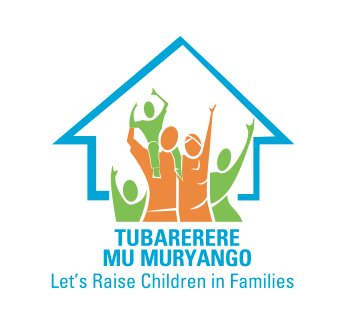 TUBARERERE
MU MURYANGO
Let's Raise Children in Families